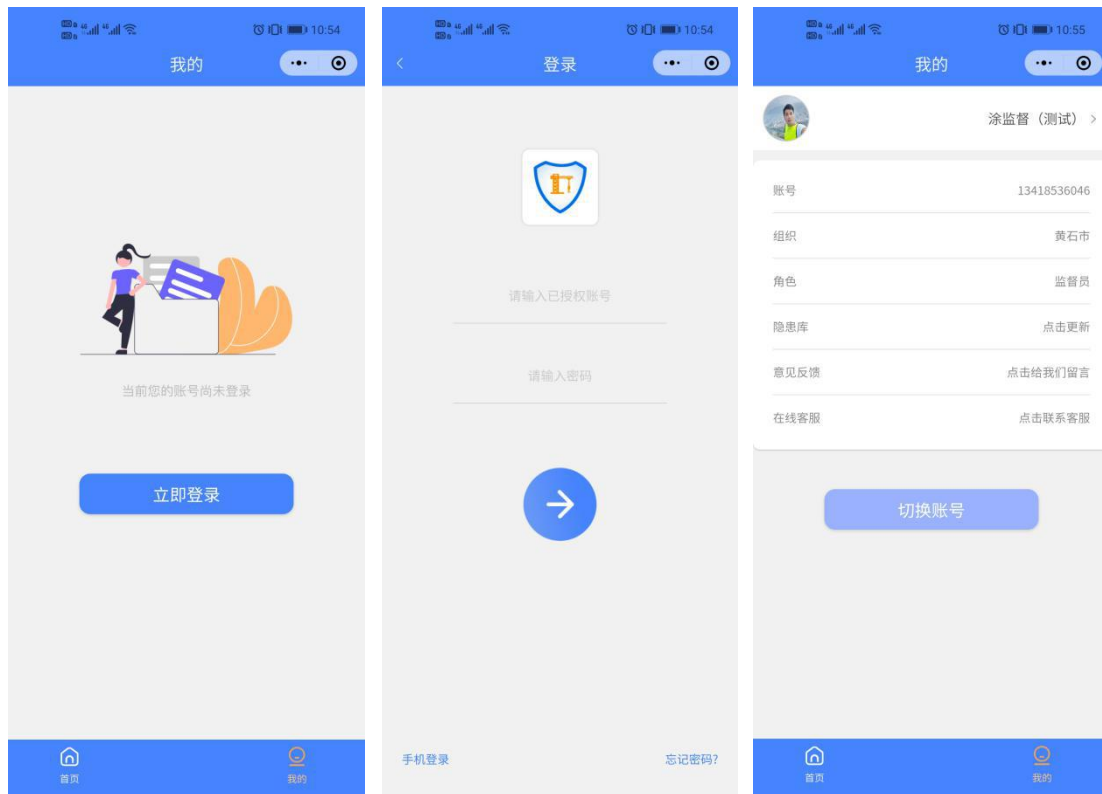 10:54
我的
当前您的账号尚未登录
立即登录
首页
我的
10:54
登录
请输入已授权账号
请输入密码
手机登录
忘记密码?
10:55
我的
涂监督（测试）
账号 13418536046
组织 黄石市
角色 监督员
隐患库 点击更新
意见反馈 点击给我们留言
在线客服 点击联系客服
切换账号
首页
我的